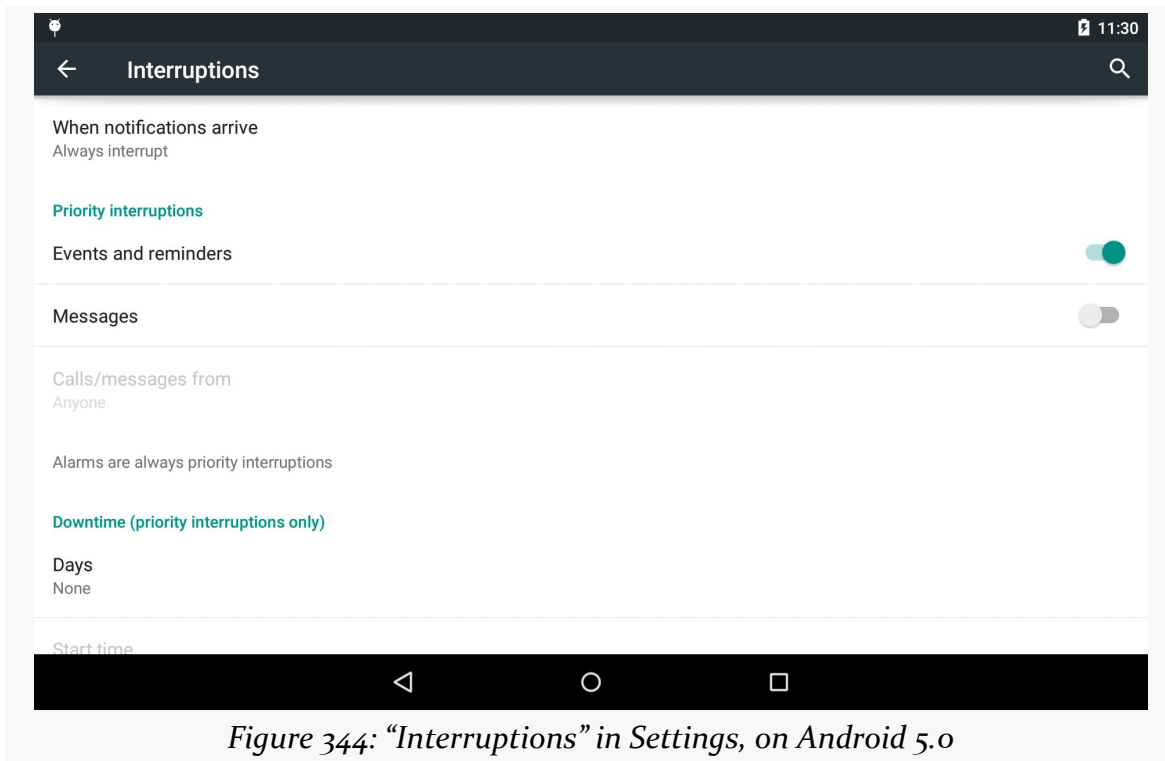 11:30
Interruptions
When notifications arrive
Always interrupt
Priority interruptions
Events and reminders
Messages
Calls/messages from
Anyone
Alarms are always priority interruptions
Downtime (priority interruptions only)
Days
None
Start time
Figure 344: “Interruptions” in Settings, on Android 5.0